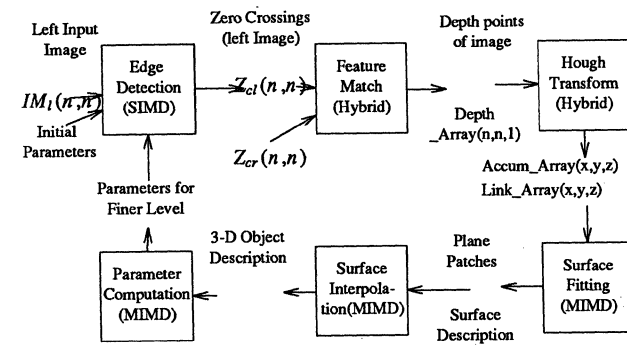 Left Input
Image
IM_l(n,n)
Initial
Parameters
Edge
Detection
(SIMD)
Zero Crossings
(left Image)
Z_cl(n,n)
Z_cr(n,n)
Feature
Match
(Hybrid)
Depth points
of image
Depth
_Array(n,n,1)
Hough
Transform
(Hybrid)
Accum_Array(x,y,z)
Link_Array(x,y,z)
Surface
Fitting
(MIMD)
Plane
Patches
Surface
Description
Surface
Interpola-
tion(MIMD)
3-D Object
Description
Parameter
Computation
(MIMD)
Parameters for
Finer Level